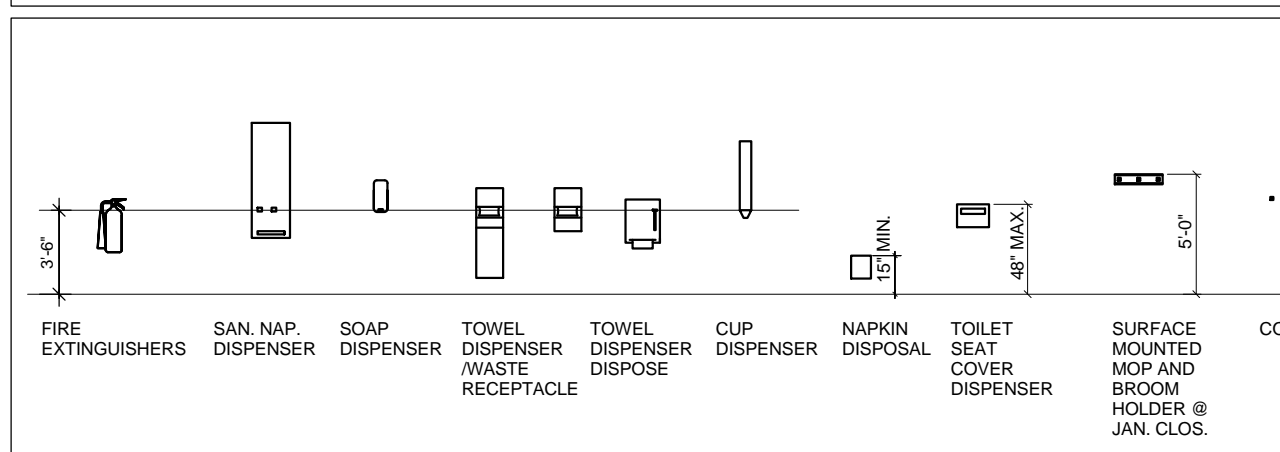 3'-6"
15" MIN.
48" MAX.
5'-0"
FIRE
EXTINGUISHERS
SAN. NAP.
DISPENSER
SOAP
DISPENSER
TOWEL
DISPENSER
/WASTE
RECEPTACLE
TOWEL
DISPENSER
DISPOSE
CUP
DISPENSER
NAPKIN
DISPOSAL
TOILET
SEAT
COVER
DISPENSER
SURFACE
MOUNTED
MOP AND
BROOM
HOLDER @
JAN. CLOS.